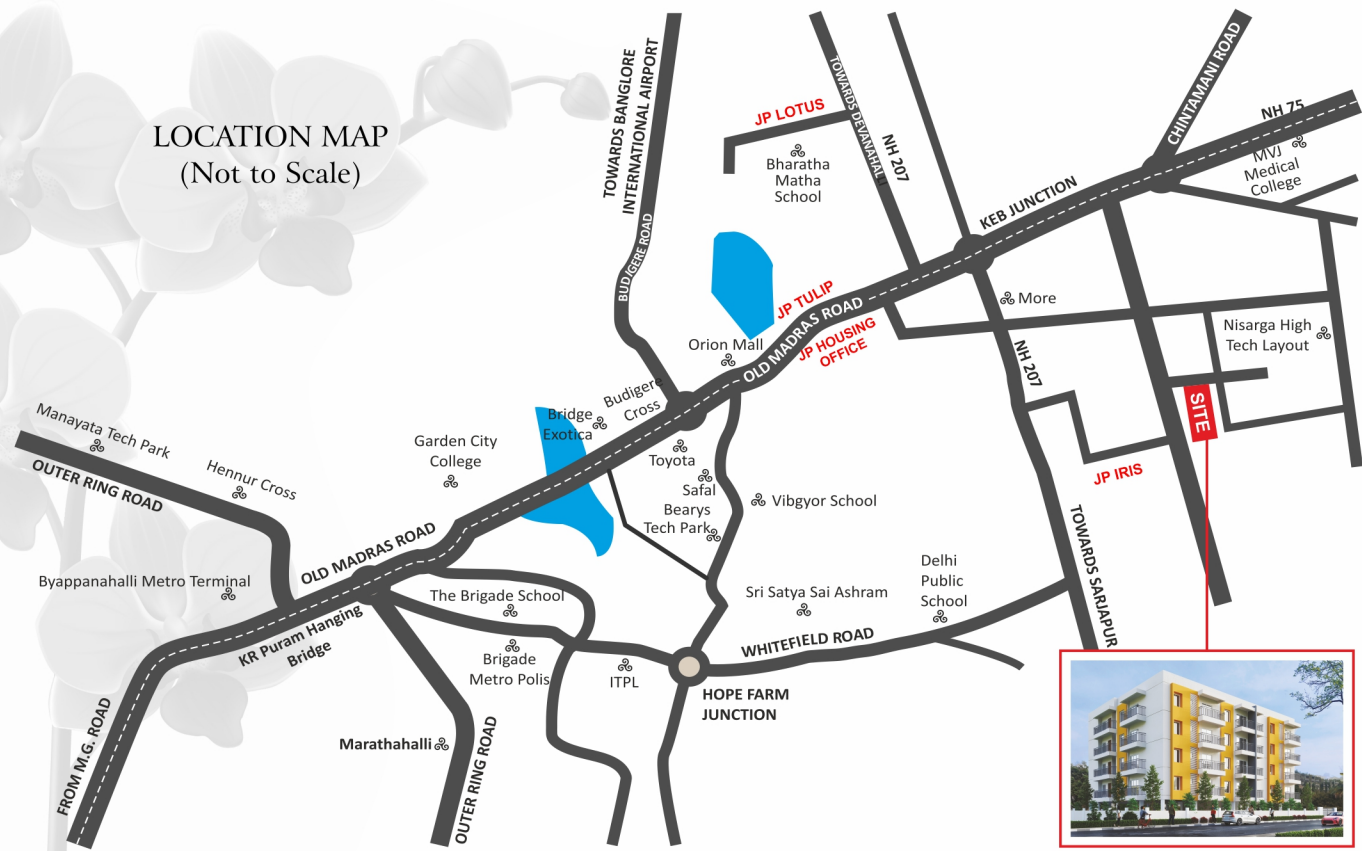 LOCATION MAP
(Not to Scale)
TOWARDS BANGLORE
INTERNATIONAL AIRPORT
BUDIGERE ROAD
TOWARDS DEVANAHALLI
NH 207
JP LOTUS
Bharatha
Matha
School
CHINTAMANI ROAD
NH 75
MVJ
Medical
College
KEB JUNCTION
More
JP TULIP
OLD MADRAS ROAD
JP HOUSING
OFFICE
Orion Mall
Nisarga High
Tech Layout
NH 207
SITE
JP IRIS
Budigere
Cross
Bridge
Exotica
Garden City
College
Toyota
Safal
Bearys
Tech Park
Vibgyor School
Manayata Tech Park
Hennur Cross
OUTER RING ROAD
OLD MADRAS ROAD
Byappanahalli Metro Terminal
KR Puram Hanging
Bridge
The Brigade School
Brigade
Metro Polis
ITPL
Sri Satya Sai Ashram
Delhi
Public
School
WHITEFIELD ROAD
TOWARDS SARJAPUR
HOPE FARM
JUNCTION
Marathahalli
OUTER RING ROAD
FROM M.G. ROAD